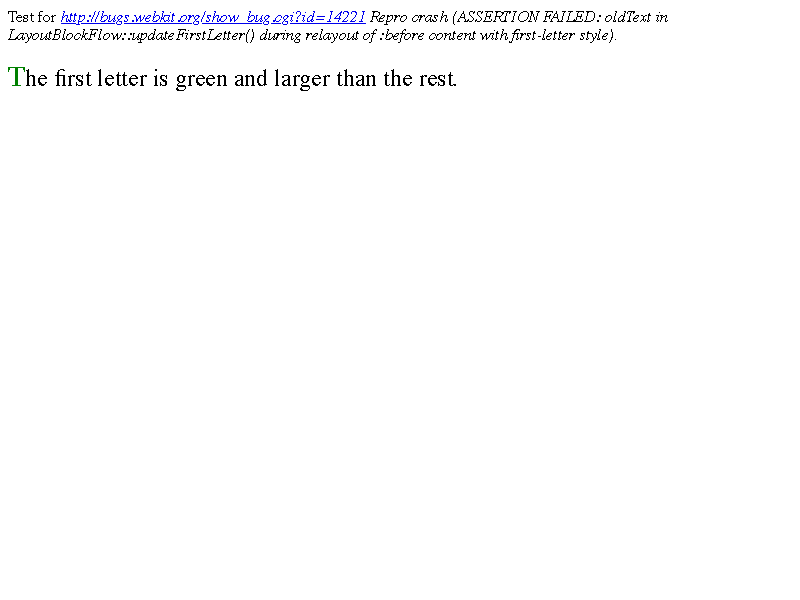 Test for http://bugs.webkit.org/show_bug.cgi?id=14221 Repro crash (ASSERTION FAILED: oldText in
LayoutBlockFlow::updateFirstLetter() during relayout of :before content with first-letter style).
The first letter is green and larger than the rest.